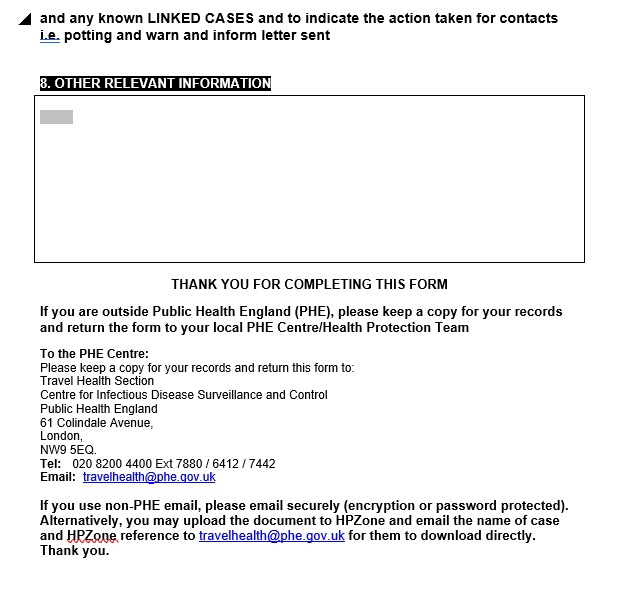 and any known LINKED CASES and to indicate the action taken for contacts
i.e. potting and warn and inform letter sent
8. OTHER RELEVANT INFORMATION
THANK YOU FOR COMPLETING THIS FORM
If you are outside Public Health England (PHE), please keep a copy for your records
and return the form to your local PHE Centre/Health Protection Team
To the PHE Centre:
Please keep a copy for your records and return this form to:
Travel Health Section
Centre for Infectious Disease Surveillance and Control
Public Health England
61 Colindale Avenue,
London,
NW9 5EQ.
Tel: 020 8200 4400 Ext 7880 / 6412 / 7442
Email: travelhealth@phe.gov.uk
If you use non-PHE email, please email securely (encryption or password protected).
Alternatively, you may upload the document to HPZone and email the name of case
and HPZone reference to travelhealth@phe.gov.uk for them to download directly.
Thank you.